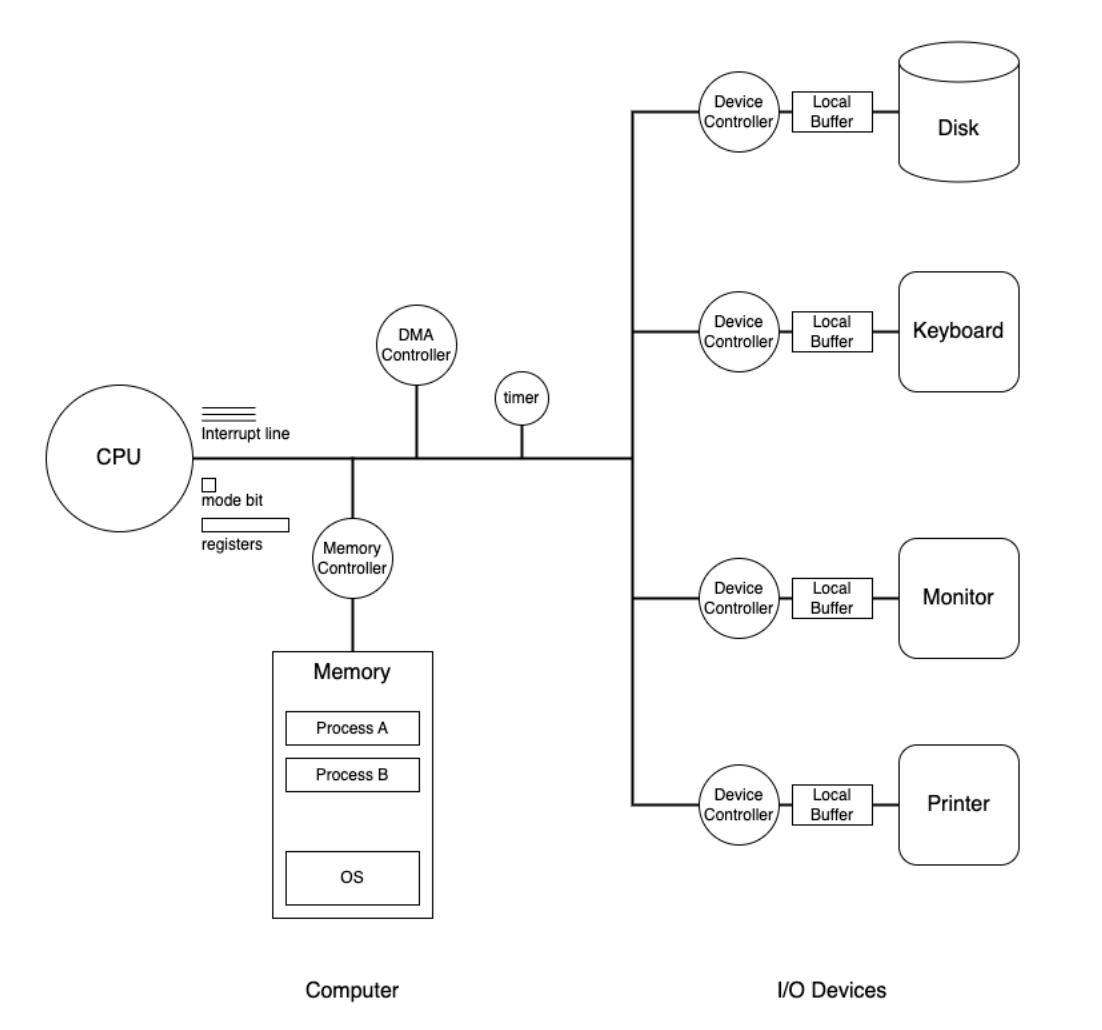 Device
Controller
Local
Buffer
Disk
Device
Controller
Local
Buffer
Keyboard
DMA
Controller
timer
CPU
Interrupt line
mode bit
registers
Memory
Controller
Device
Controller
Local
Buffer
Monitor
Memory
Process A
Process B
OS
Device
Controller
Local
Buffer
Printer
Computer
I/O Devices